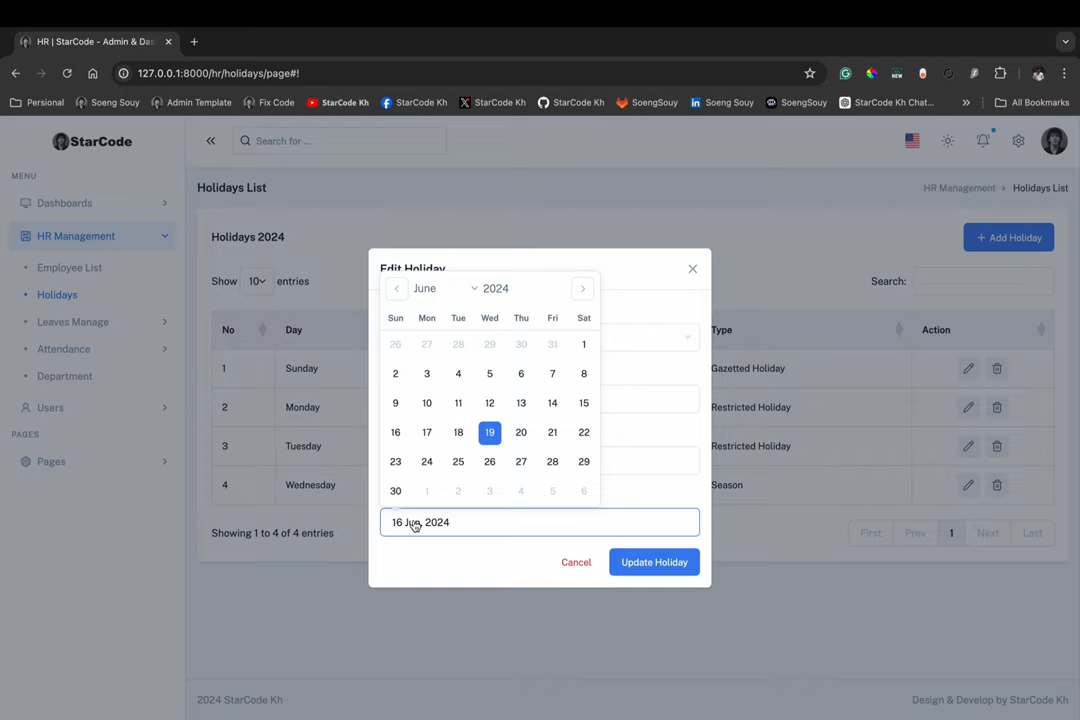 HR | StarCode - Admin & Das
127.0.0.1:8000/hr/holidays/page#!
Personal Soeng Souy Admin Template Fix Code StarCode Kh StarCode Kh StarCode Kh StarCode Kh SoengSouy Soeng Souy SoengSouy StarCode Kh Chat... All Bookmarks
StarCode
Search for ...
MENU
Dashboards
HR Management
Employee List
Holidays
Leaves Manage
Attendance
Department
Users
PAGES
Pages
Holidays List
HR Management Holidays List
Holidays 2024
Add Holiday
Show 10 entries
Search:
No Day Type Action
1 Sunday Gazetted Holiday
2 Monday Restricted Holiday
3 Tuesday Restricted Holiday
4 Wednesday Season
Showing 1 to 4 of 4 entries
First Prev 1 Next Last
Edit Holiday
June 2024
Sun Mon Tue Wed Thu Fri Sat
26 27 28 29 30 31 1
2 3 4 5 6 7 8
9 10 11 12 13 14 15
16 17 18 19 20 21 22
23 24 25 26 27 28 29
30 1 2 3 4 5 6
16 Jun, 2024
Cancel
Update Holiday
2024 StarCode Kh
Design & Develop by StarCode Kh